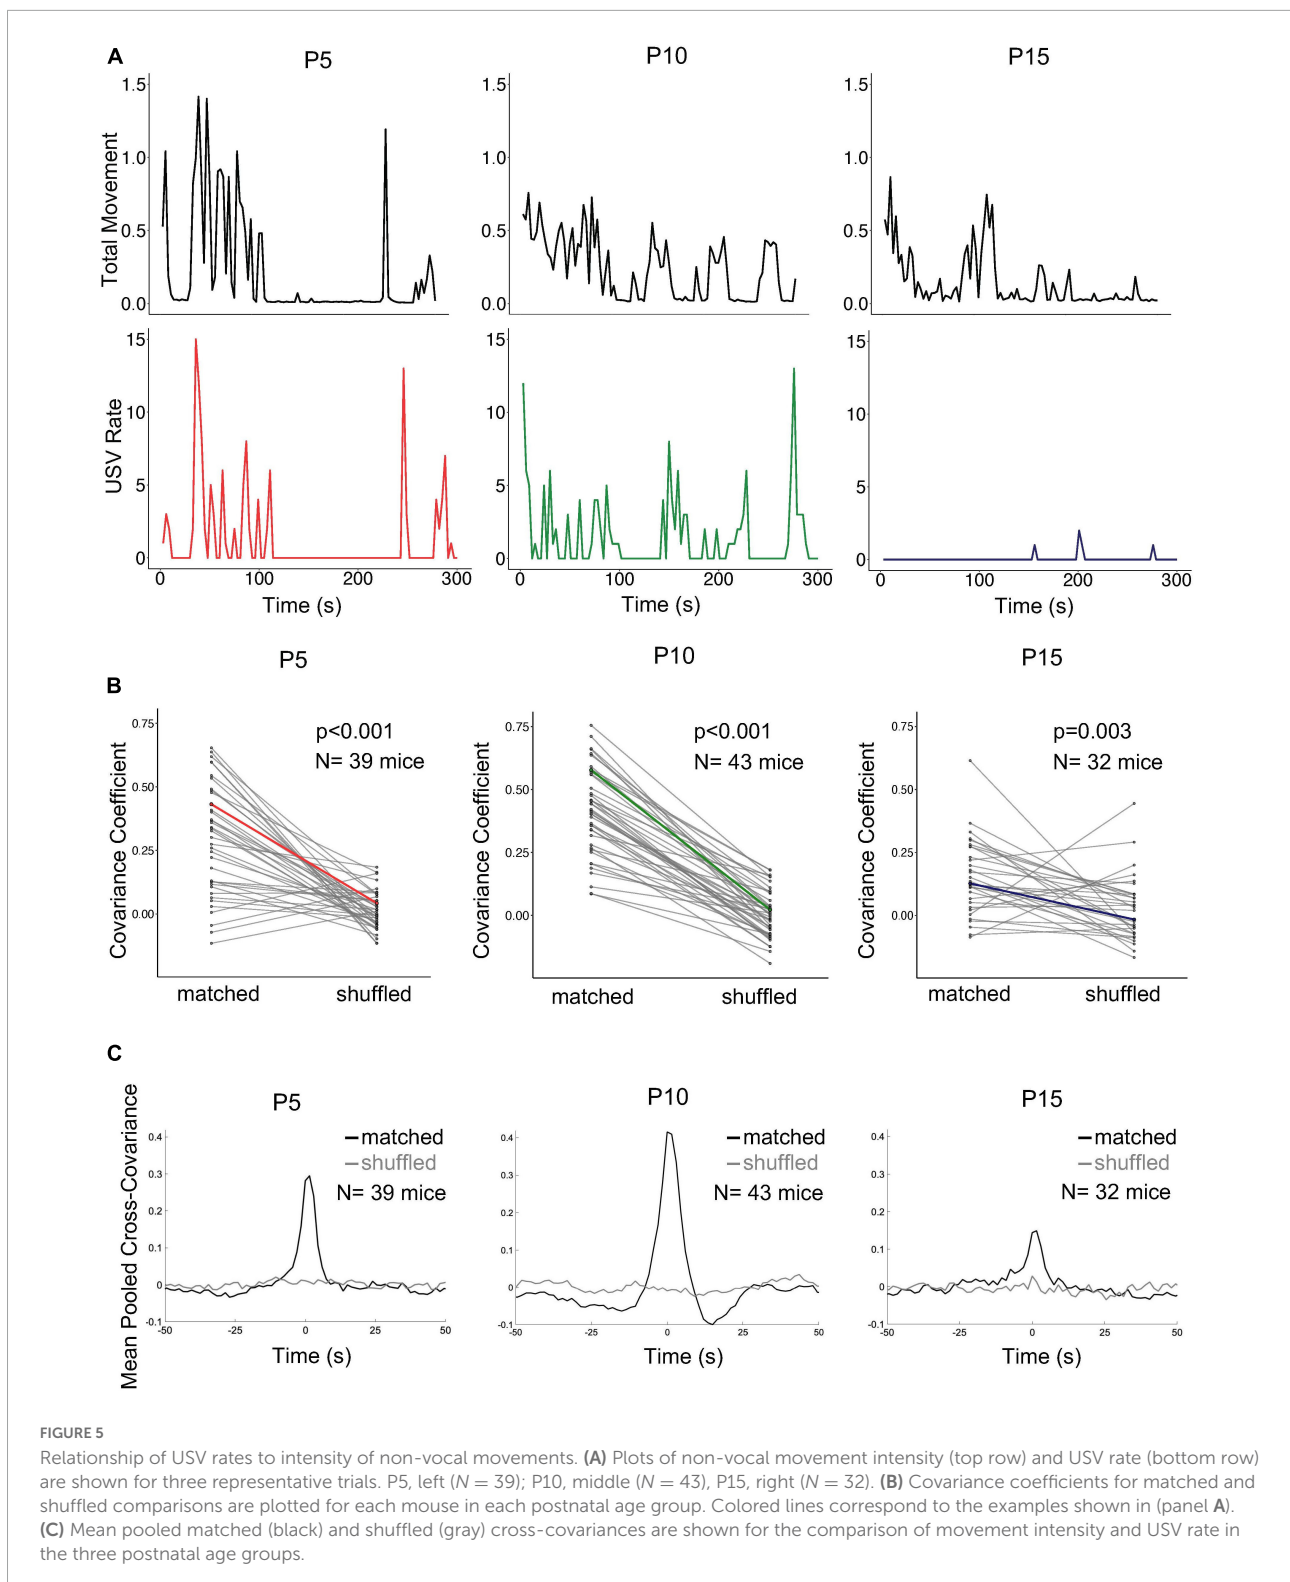 A
P5
P10
P15
Total Movement
1.5
1.0
0.5
0.0
1.5
1.0
0.5
0.0
1.5
1.0
0.5
0.0
USV Rate
15
10
5
0
15
10
5
0
15
10
5
0
0 100 200 300
0 100 200 300
0 100 200 300
Time (s)
Time (s)
Time (s)
B
P5
P10
P15
Covariance Coefficient
0.75
0.50
0.25
0.00
p<0.001
N= 39 mice
matched shuffled
Covariance Coefficient
0.75
0.50
0.25
0.00
p<0.001
N= 43 mice
matched shuffled
Covariance Coefficient
0.75
0.50
0.25
0.00
p=0.003
N= 32 mice
matched shuffled
C
Mean Pooled Cross-Covariance
P5
0.4
0.3
0.2
0.1
0
-0.1
matched
shuffled
N= 39 mice
-50 -25 0 25 50
Time (s)
P10
0.4
0.3
0.2
0.1
0
-0.1
matched
shuffled
N= 43 mice
-50 -25 0 25 50
Time (s)
P15
0.4
0.3
0.2
0.1
0
-0.1
matched
shuffled
N= 32 mice
-50 -25 0 25 50
Time (s)
FIGURE 5
Relationship of USV rates to intensity of non-vocal movements. (A) Plots of non-vocal movement intensity (top row) and USV rate (bottom row)
are shown for three representative trials. P5, left (N = 39); P10, middle (N = 43), P15, right (N = 32). (B) Covariance coefficients for matched and
shuffled comparisons are plotted for each mouse in each postnatal age group. Colored lines correspond to the examples shown in (panel A).
(C) Mean pooled matched (black) and shuffled (gray) cross-covariances are shown for the comparison of movement intensity and USV rate in
the three postnatal age groups.